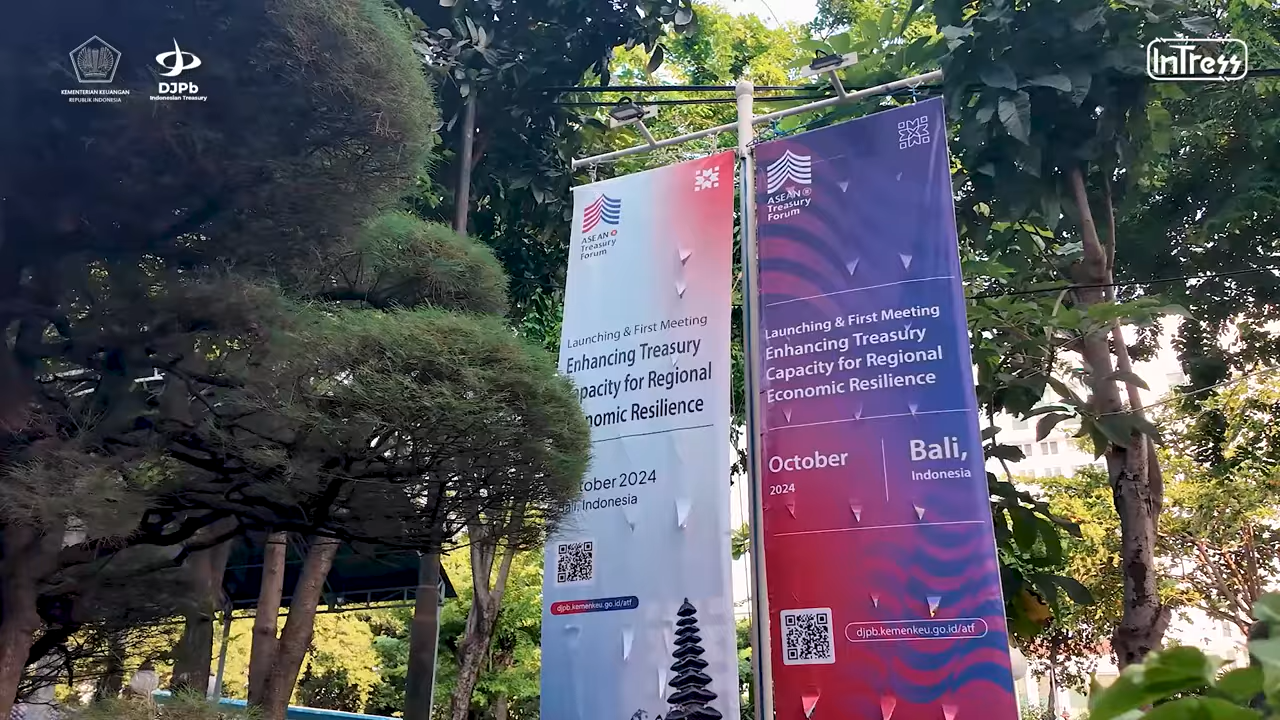 KEMENTERIAN KEUANGAN
REPUBLIK INDONESIA
DJPb
Indonesian Treasury
InTress
ASEAN
Treasury
Forum
Launching & First Meeting
Enhancing Treasury
apacity for Regional
nomic Resilience
tober 2024
ali, Indonesia
djpb.kemenkeu.go.id/atf
ASEAN
Treasury
Forum
Launching & First Meeting
Enhancing Treasury
Capacity for Regional
Economic Resilience
October
2024
Bali,
Indonesia
djpb.kemenkeu.go.id/atf